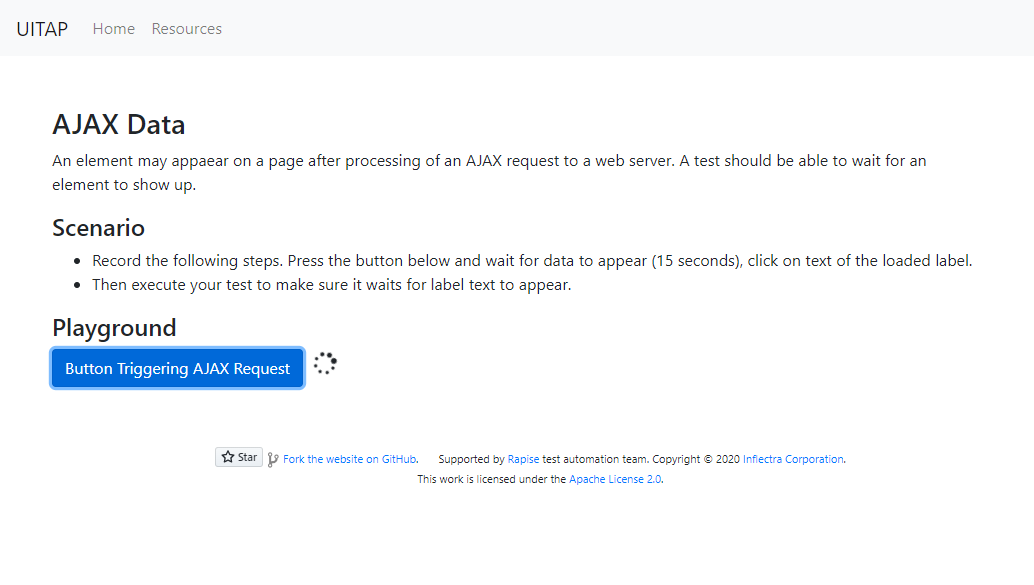 UITAP Home Resources
AJAX Data
An element may appaear on a page after processing of an AJAX request to a web server. A test should be able to wait for an
element to show up.
Scenario
• Record the following steps. Press the button below and wait for data to appear (15 seconds), click on text of the loaded label.
• Then execute your test to make sure it waits for label text to appear.
Playground
Button Triggering AJAX Request
Star Fork the website on GitHub. Supported by Rapise test automation team. Copyright © 2020 Inflectra Corporation.
This work is licensed under the Apache License 2.0.